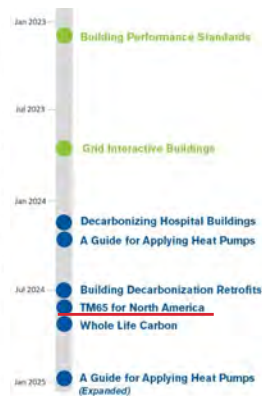 Jan 2023
Building Performance Standards
Jul 2023
Grid Interactive Buildings
Jan 2024
Decarbonizing Hospital Buildings
A Guide for Applying Heat Pumps
Jul 2024
Building Decarbonization Retrofits
TM65 for North America
Whole Life Carbon
Jan 2025
A Guide for Applying Heat Pumps
(Expanded)